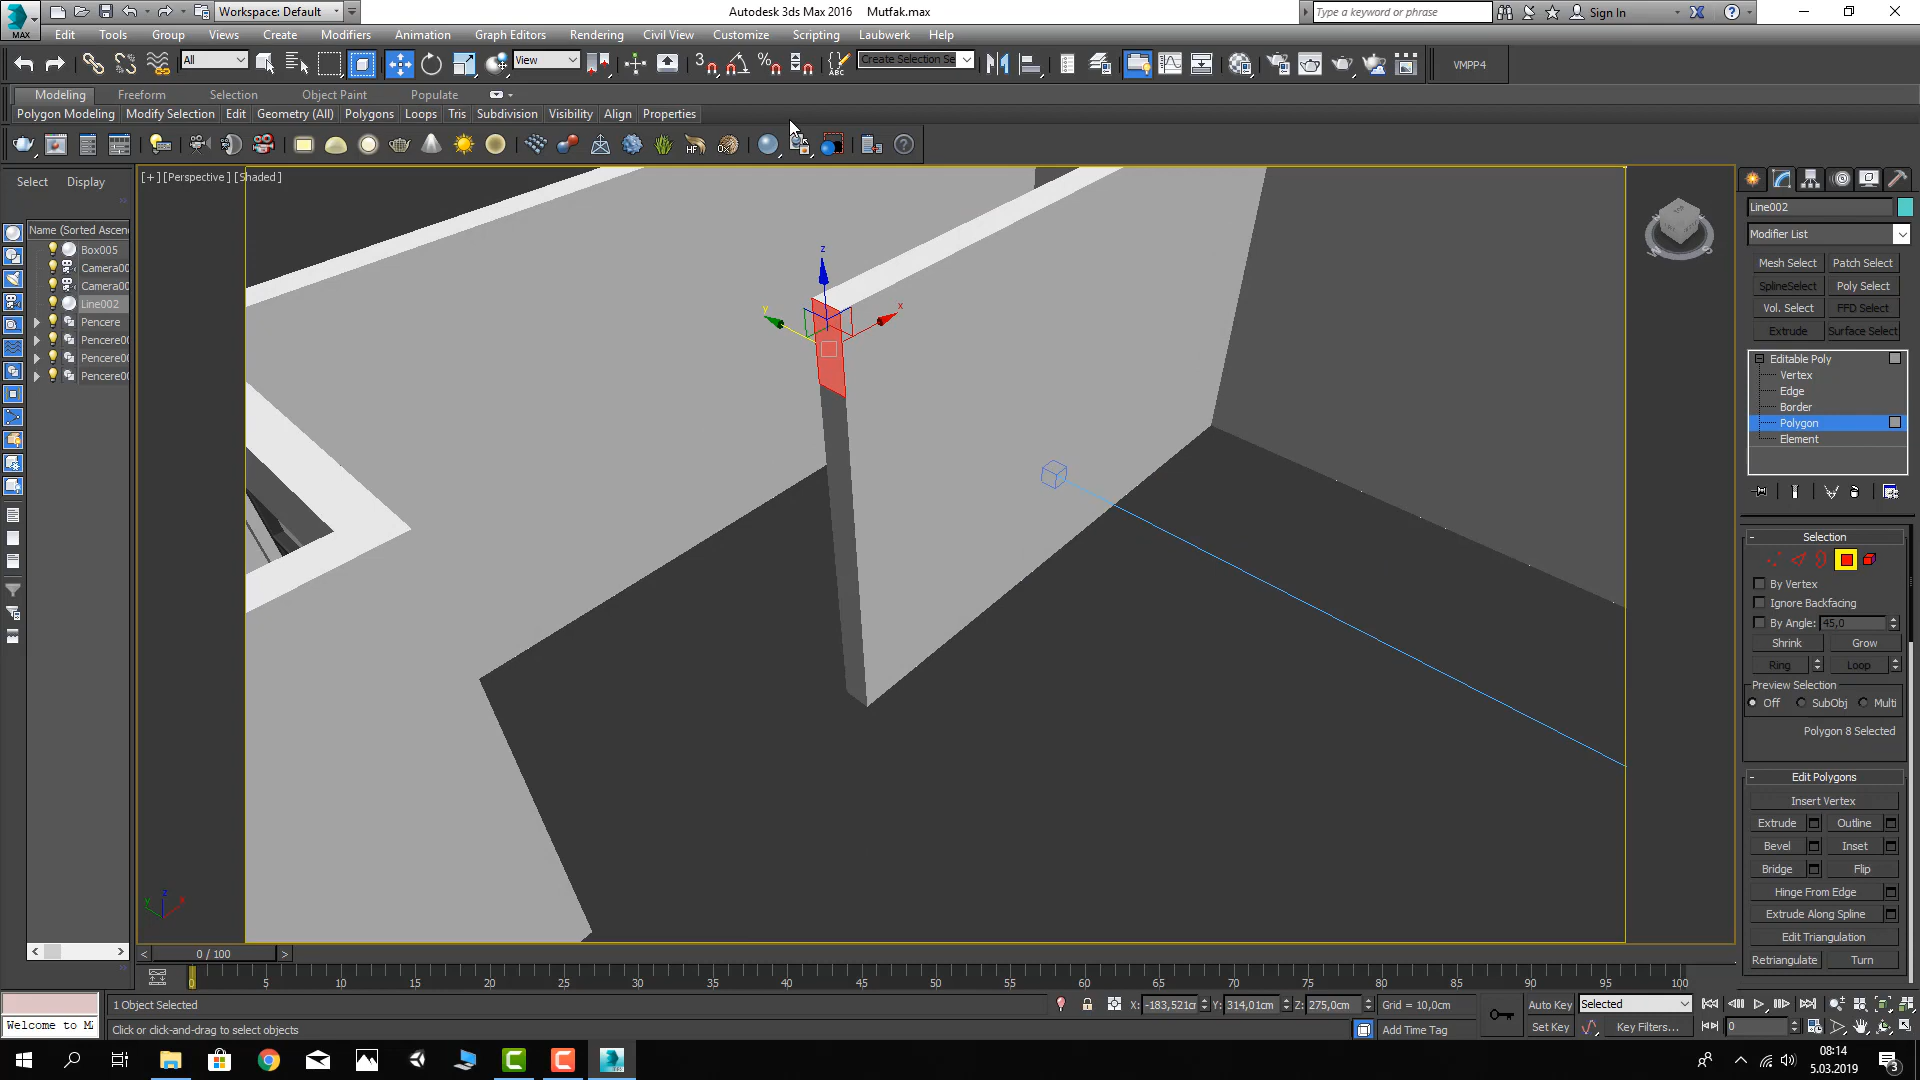 Workspace: Default
Autodesk 3ds Max 2016 Mutfak.max
Type a keyword or phrase
Sign In
MAX
Edit Tools Group Views Create Modifiers Animation Graph Editors Rendering Civil View Customize Scripting Laubwerk Help
All
View
Create Selection Se
VMPP4
Modeling Freeform Selection Object Paint Populate
Polygon Modeling Modify Selection Edit Geometry (All) Polygons Loops Tris Subdivision Visibility Align Properties
[+] [Perspective] [Shaded]
Select Display
Name (Sorted Ascen
Box005
Camera00
Camera00
Line002
Pencere
Pencere00
Pencere00
Pencere00
z
x
y
Line002
Modifier List
Mesh Select Patch Select
SplineSelect Poly Select
Vol. Select FFD Select
Extrude Surface Select
Editable Poly
Vertex
Edge
Border
Polygon
Element
- Selection
By Vertex
Ignore Backfacing
By Angle: 45,0
Shrink Grow
Ring Loop
Preview Selection
Off SubObj Multi
Polygon 8 Selected
- Edit Polygons
Insert Vertex
Extrude Outline
Bevel Inset
Bridge Flip
Hinge From Edge
Extrude Along Spline
Edit Triangulation
Retriangulate Turn
< 0 / 100 >
0 5 10 15 20 25 30 35 40 45 50 55 60 65 70 75 80 85 90 95 100
1 Object Selected
X: -183,521cr Y: 314,01cm Z: 275,0cm Grid = 10,0cm
Auto Key Selected
Welcome to M
Click or click-and-drag to select objects
Add Time Tag
Set Key Key Filters...
0
08:14
5.03.2019
3